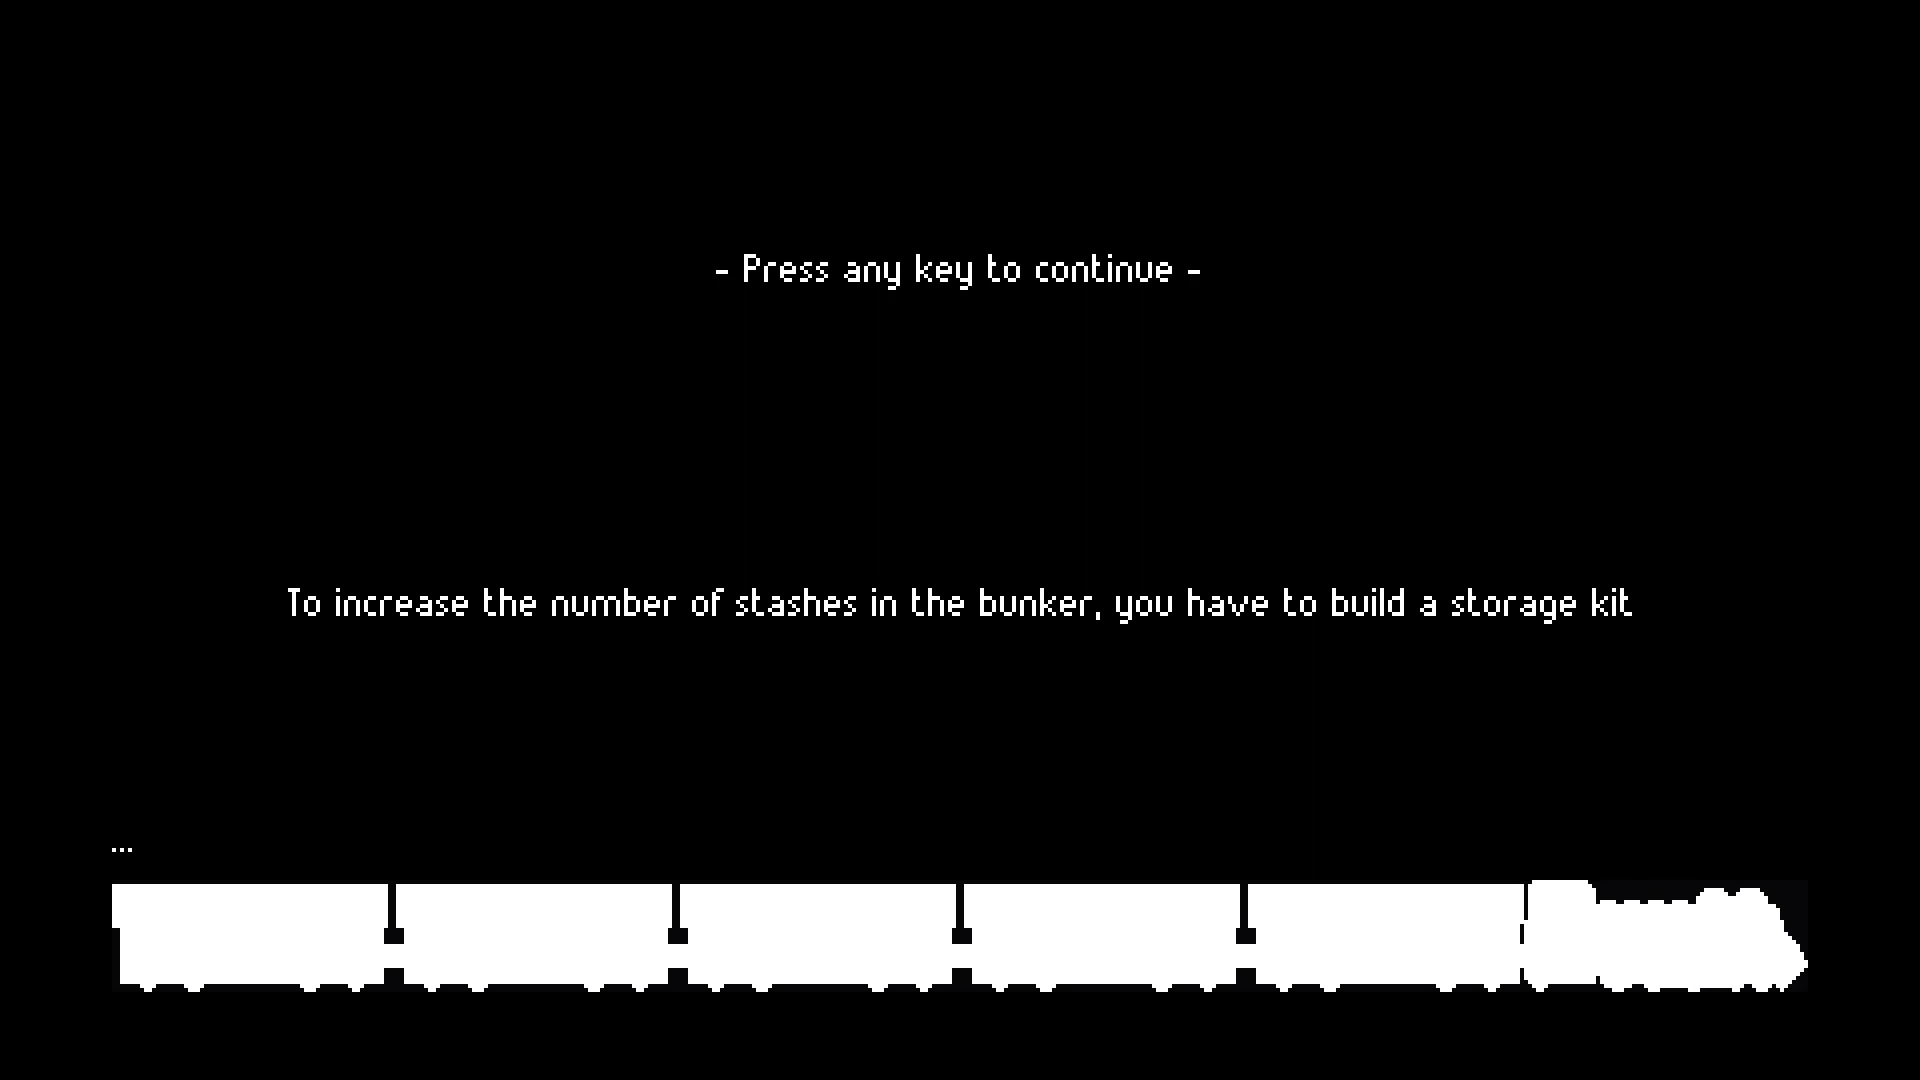 - Press any key to continue -
To increase the number of stashes in the bunker, you have to build a storage kit
...